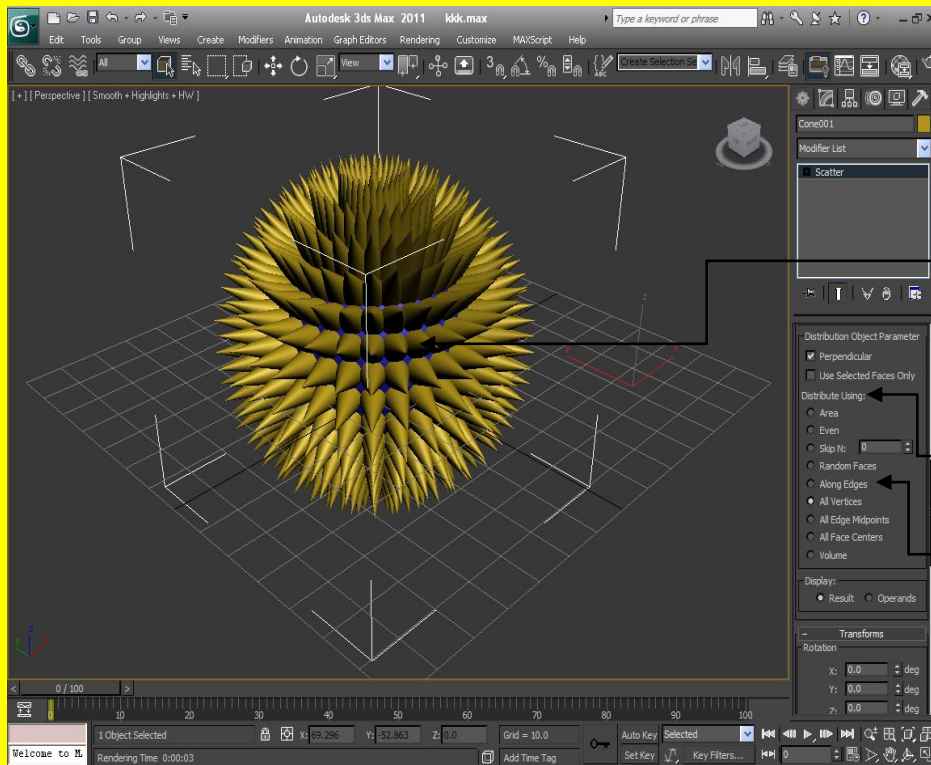 Autodesk 3ds Max 2011 kkk.max
Type a keyword or phrase
Edit Tools Group Views Create Modifiers Animation Graph Editors Rendering Customize MAXScript Help
All
View
3
Create Selection Se
[ + ] [ Perspective ] [ Smooth + Highlights + HW ]
Cone001
Modifier List
Scatter
z
Distribution Object Parameter
Perpendicular
Use Selected Faces Only
Distribute Using:
Area
Even
Skip N: 0
Random Faces
Along Edges
All Vertices
All Edge Midpoints
All Face Centers
Volume
Display:
Result Operands
Transforms
Rotation
X: 0.0 deg
Y: 0.0 deg
Z: 0.0 deg
z
0 / 100
0 10 20 30 40 50 60 70 80 90 100
1 Object Selected X: 69.296 Y: -52.863 Z: 0.0 Grid = 10.0 Auto Key Selected
Welcome to M Rendering Time 0:00:03 Add Time Tag Set Key Key Filters... 0